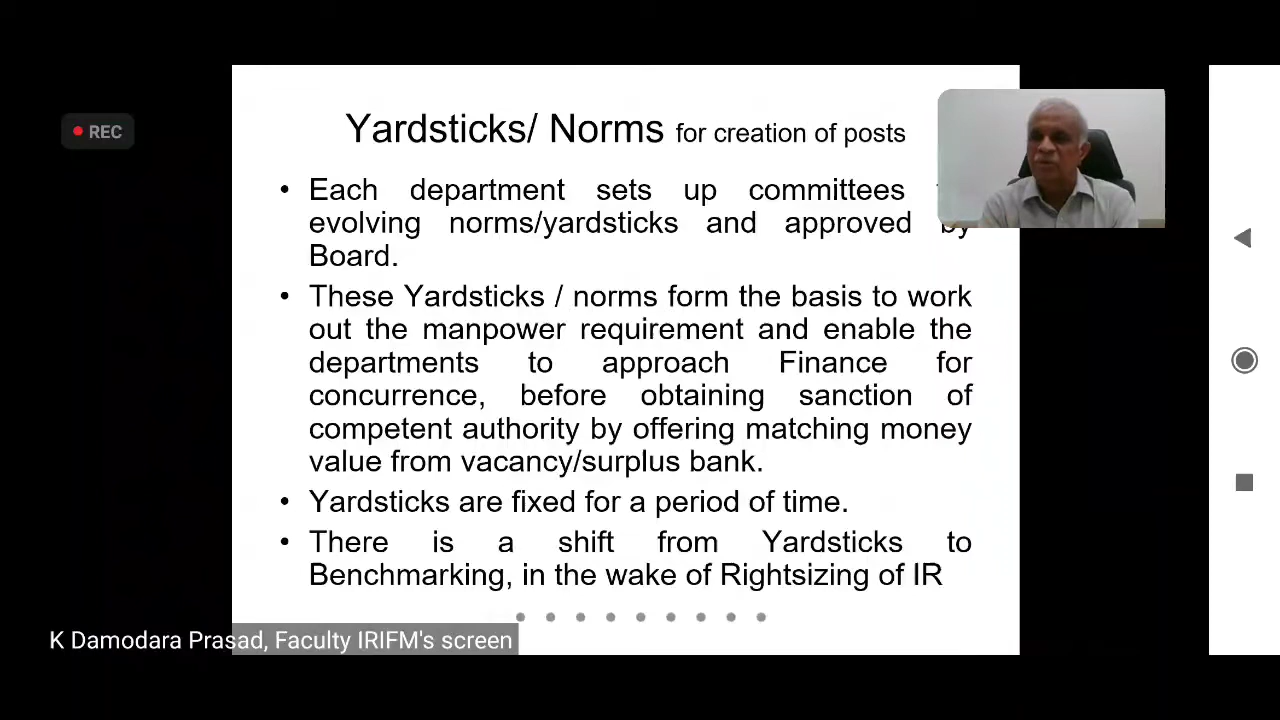 REC
Yardsticks/ Norms for creation of posts
• Each department sets up committees
evolving norms/yardsticks and approved by
Board.
• These Yardsticks / norms form the basis to work
out the manpower requirement and enable the
departments to approach Finance for
concurrence, before obtaining sanction of
competent authority by offering matching money
value from vacancy/surplus bank.
• Yardsticks are fixed for a period of time.
• There is a shift from Yardsticks to
Benchmarking, in the wake of Rightsizing of IR
K Damodara Prasad, Faculty IRIFM's screen